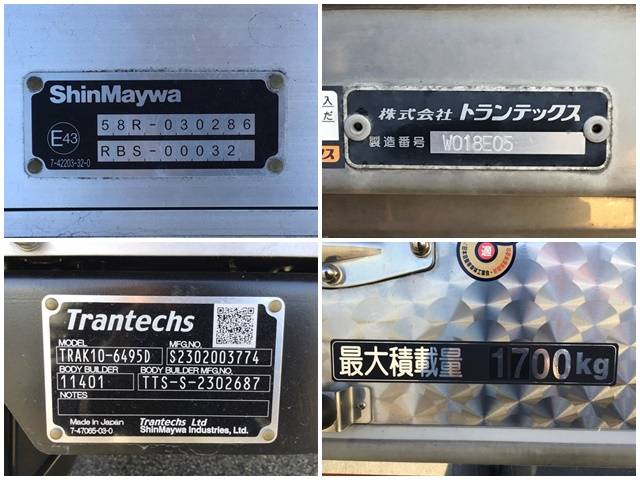 ShinMaywa
58R-030286
E43
RBS-00032
7-42203-32-0
入
だ
株式会社 トランテックス
製造番号 W018E05
Trantechs
MODEL MFG.NO.
TRAK10-6495D S2302003774
BODY BUILDER BODY BUILDER MFG.NO.
11401 TTS-S-2302687
NOTES
Made in Japan Trantechs Ltd
7-47065-03-0 ShinMaywa Industries, Ltd.
適
最大積載量 1700kg